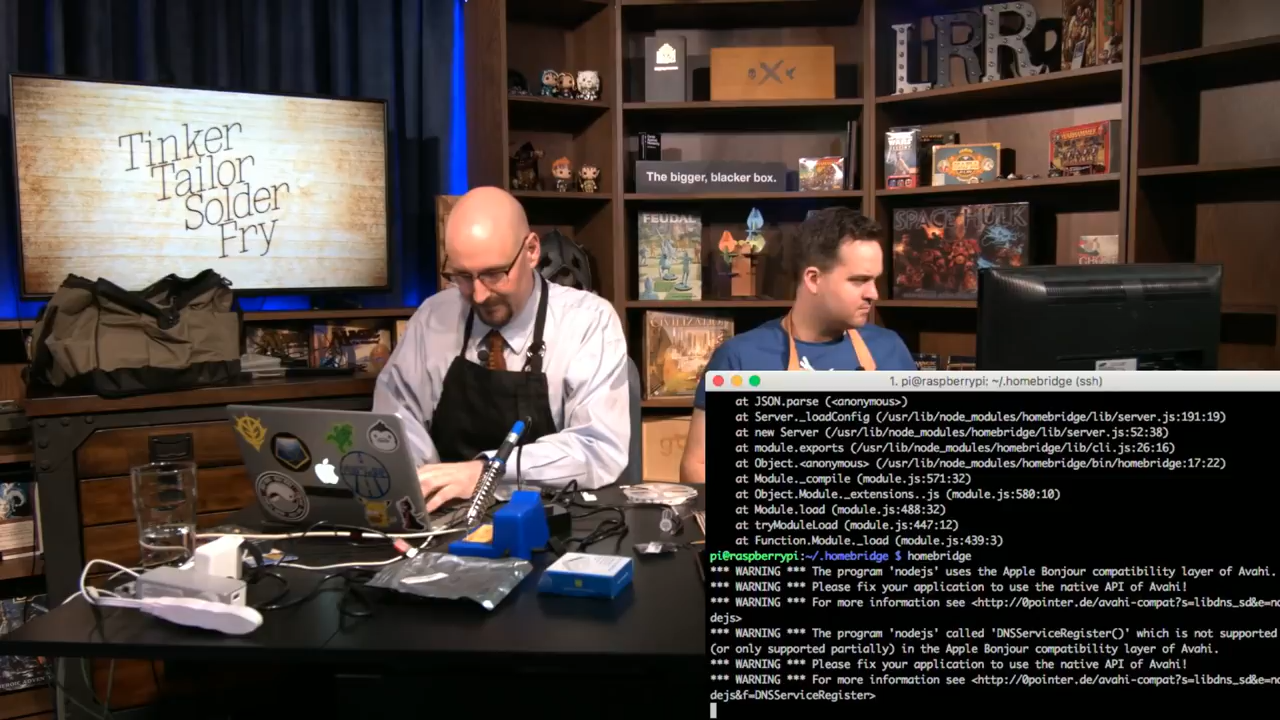 Tinker
Tailor
Solder
Fry
LRR
The bigger, blacker box.
FEUDAL
SPACE HULK
CIVILIZATION
1. pi@raspberrypi: ~/.homebridge (ssh)
at JSON.parse (<anonymous>)
at Server._loadConfig (/usr/lib/node_modules/homebridge/lib/server.js:191:19)
at new Server (/usr/lib/node_modules/homebridge/lib/server.js:52:38)
at module.exports (/usr/lib/node_modules/homebridge/lib/cli.js:26:16)
at Object.<anonymous> (/usr/lib/node_modules/homebridge/bin/homebridge:17:22)
at Module._compile (module.js:571:32)
at Object.Module._extensions..js (module.js:580:10)
at Module.load (module.js:488:32)
at tryModuleLoad (module.js:447:12)
at Function.Module._load (module.js:439:3)
pi@raspberrypi:~/.homebridge $ homebridge
*** WARNING *** The program 'nodejs' uses the Apple Bonjour compatibility layer of Avahi.
*** WARNING *** Please fix your application to use the native API of Avahi!
*** WARNING *** For more information see <http://0pointer.de/avahi-compat?s=libdns_sd&e=no
dejs>
*** WARNING *** The program 'nodejs' called 'DNSServiceRegister()' which is not supported
(or only supported partially) in the Apple Bonjour compatibility layer of Avahi.
*** WARNING *** Please fix your application to use the native API of Avahi!
*** WARNING *** For more information see <http://0pointer.de/avahi-compat?s=libdns_sd&e=no
dejs&f=DNSServiceRegister>